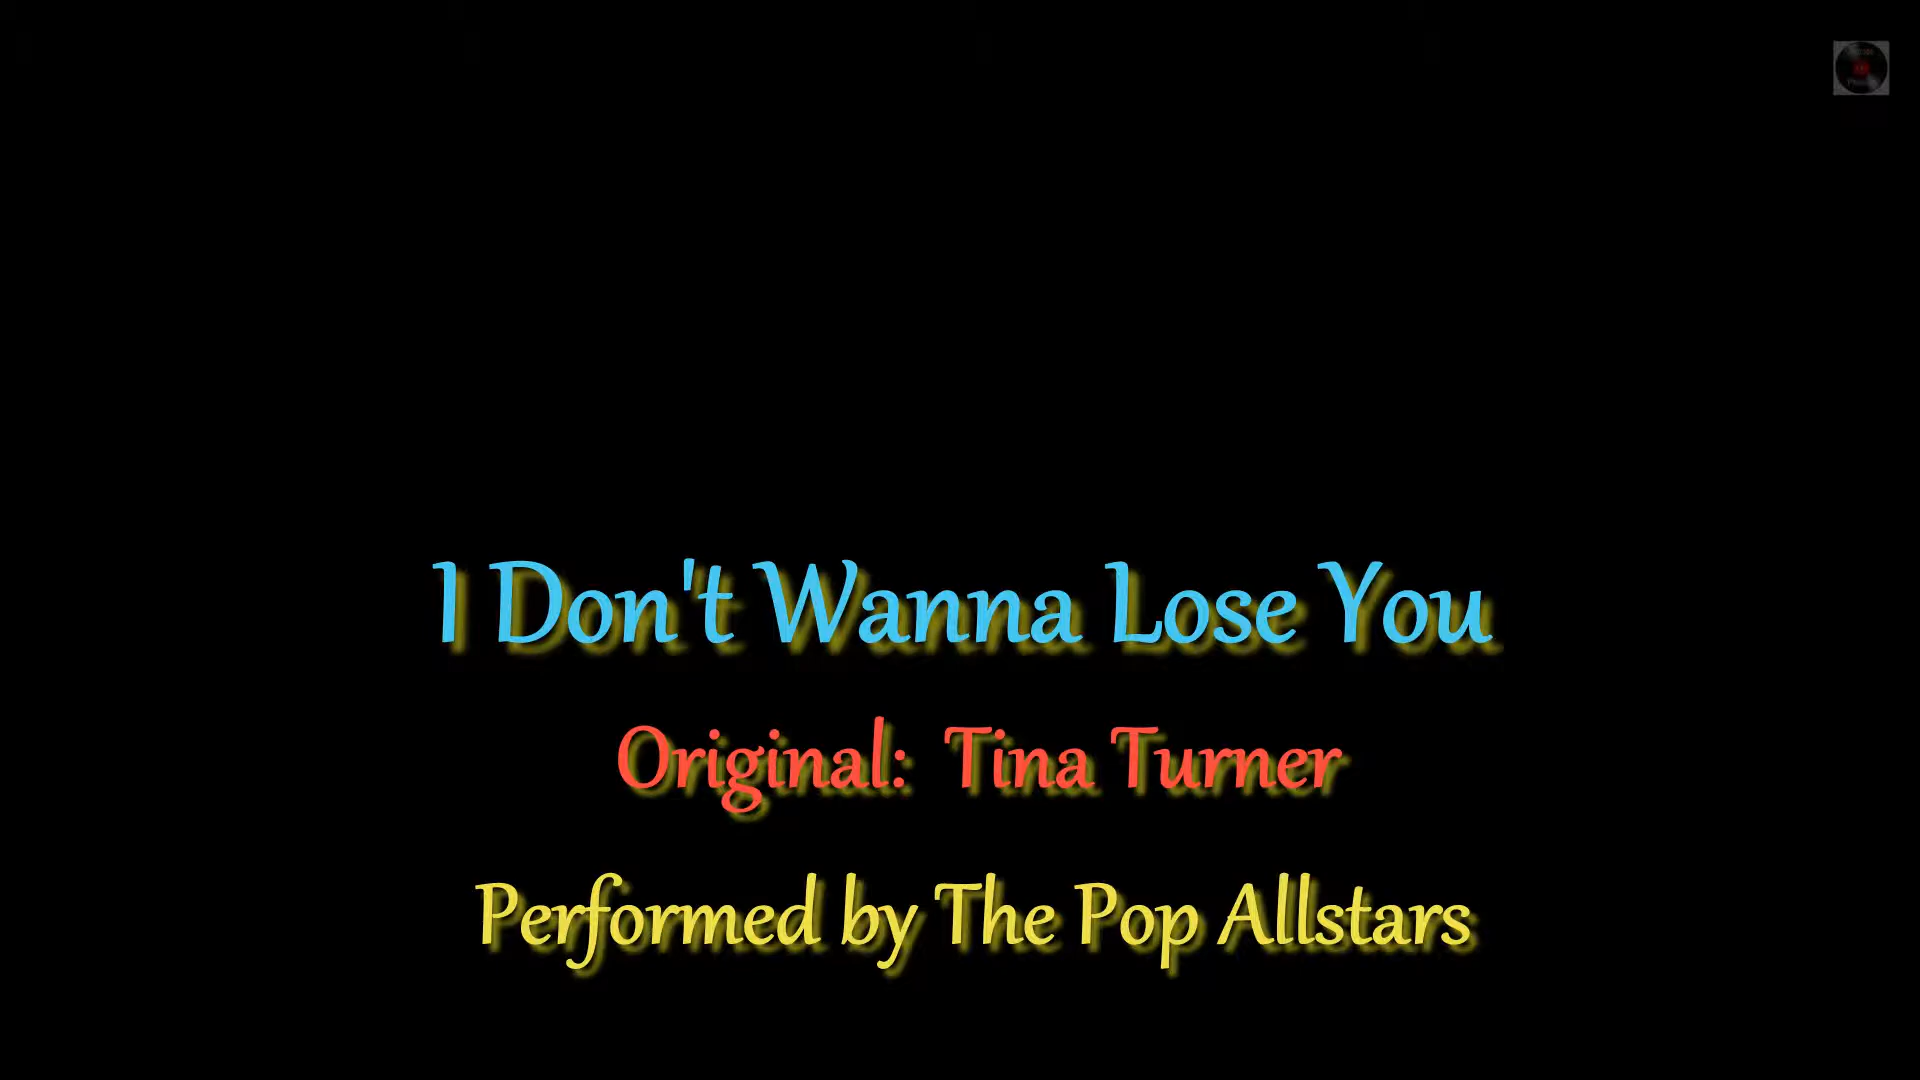 I Don't Wanna Lose You
Original: Tina Turner
Performed by The Pop Allstars